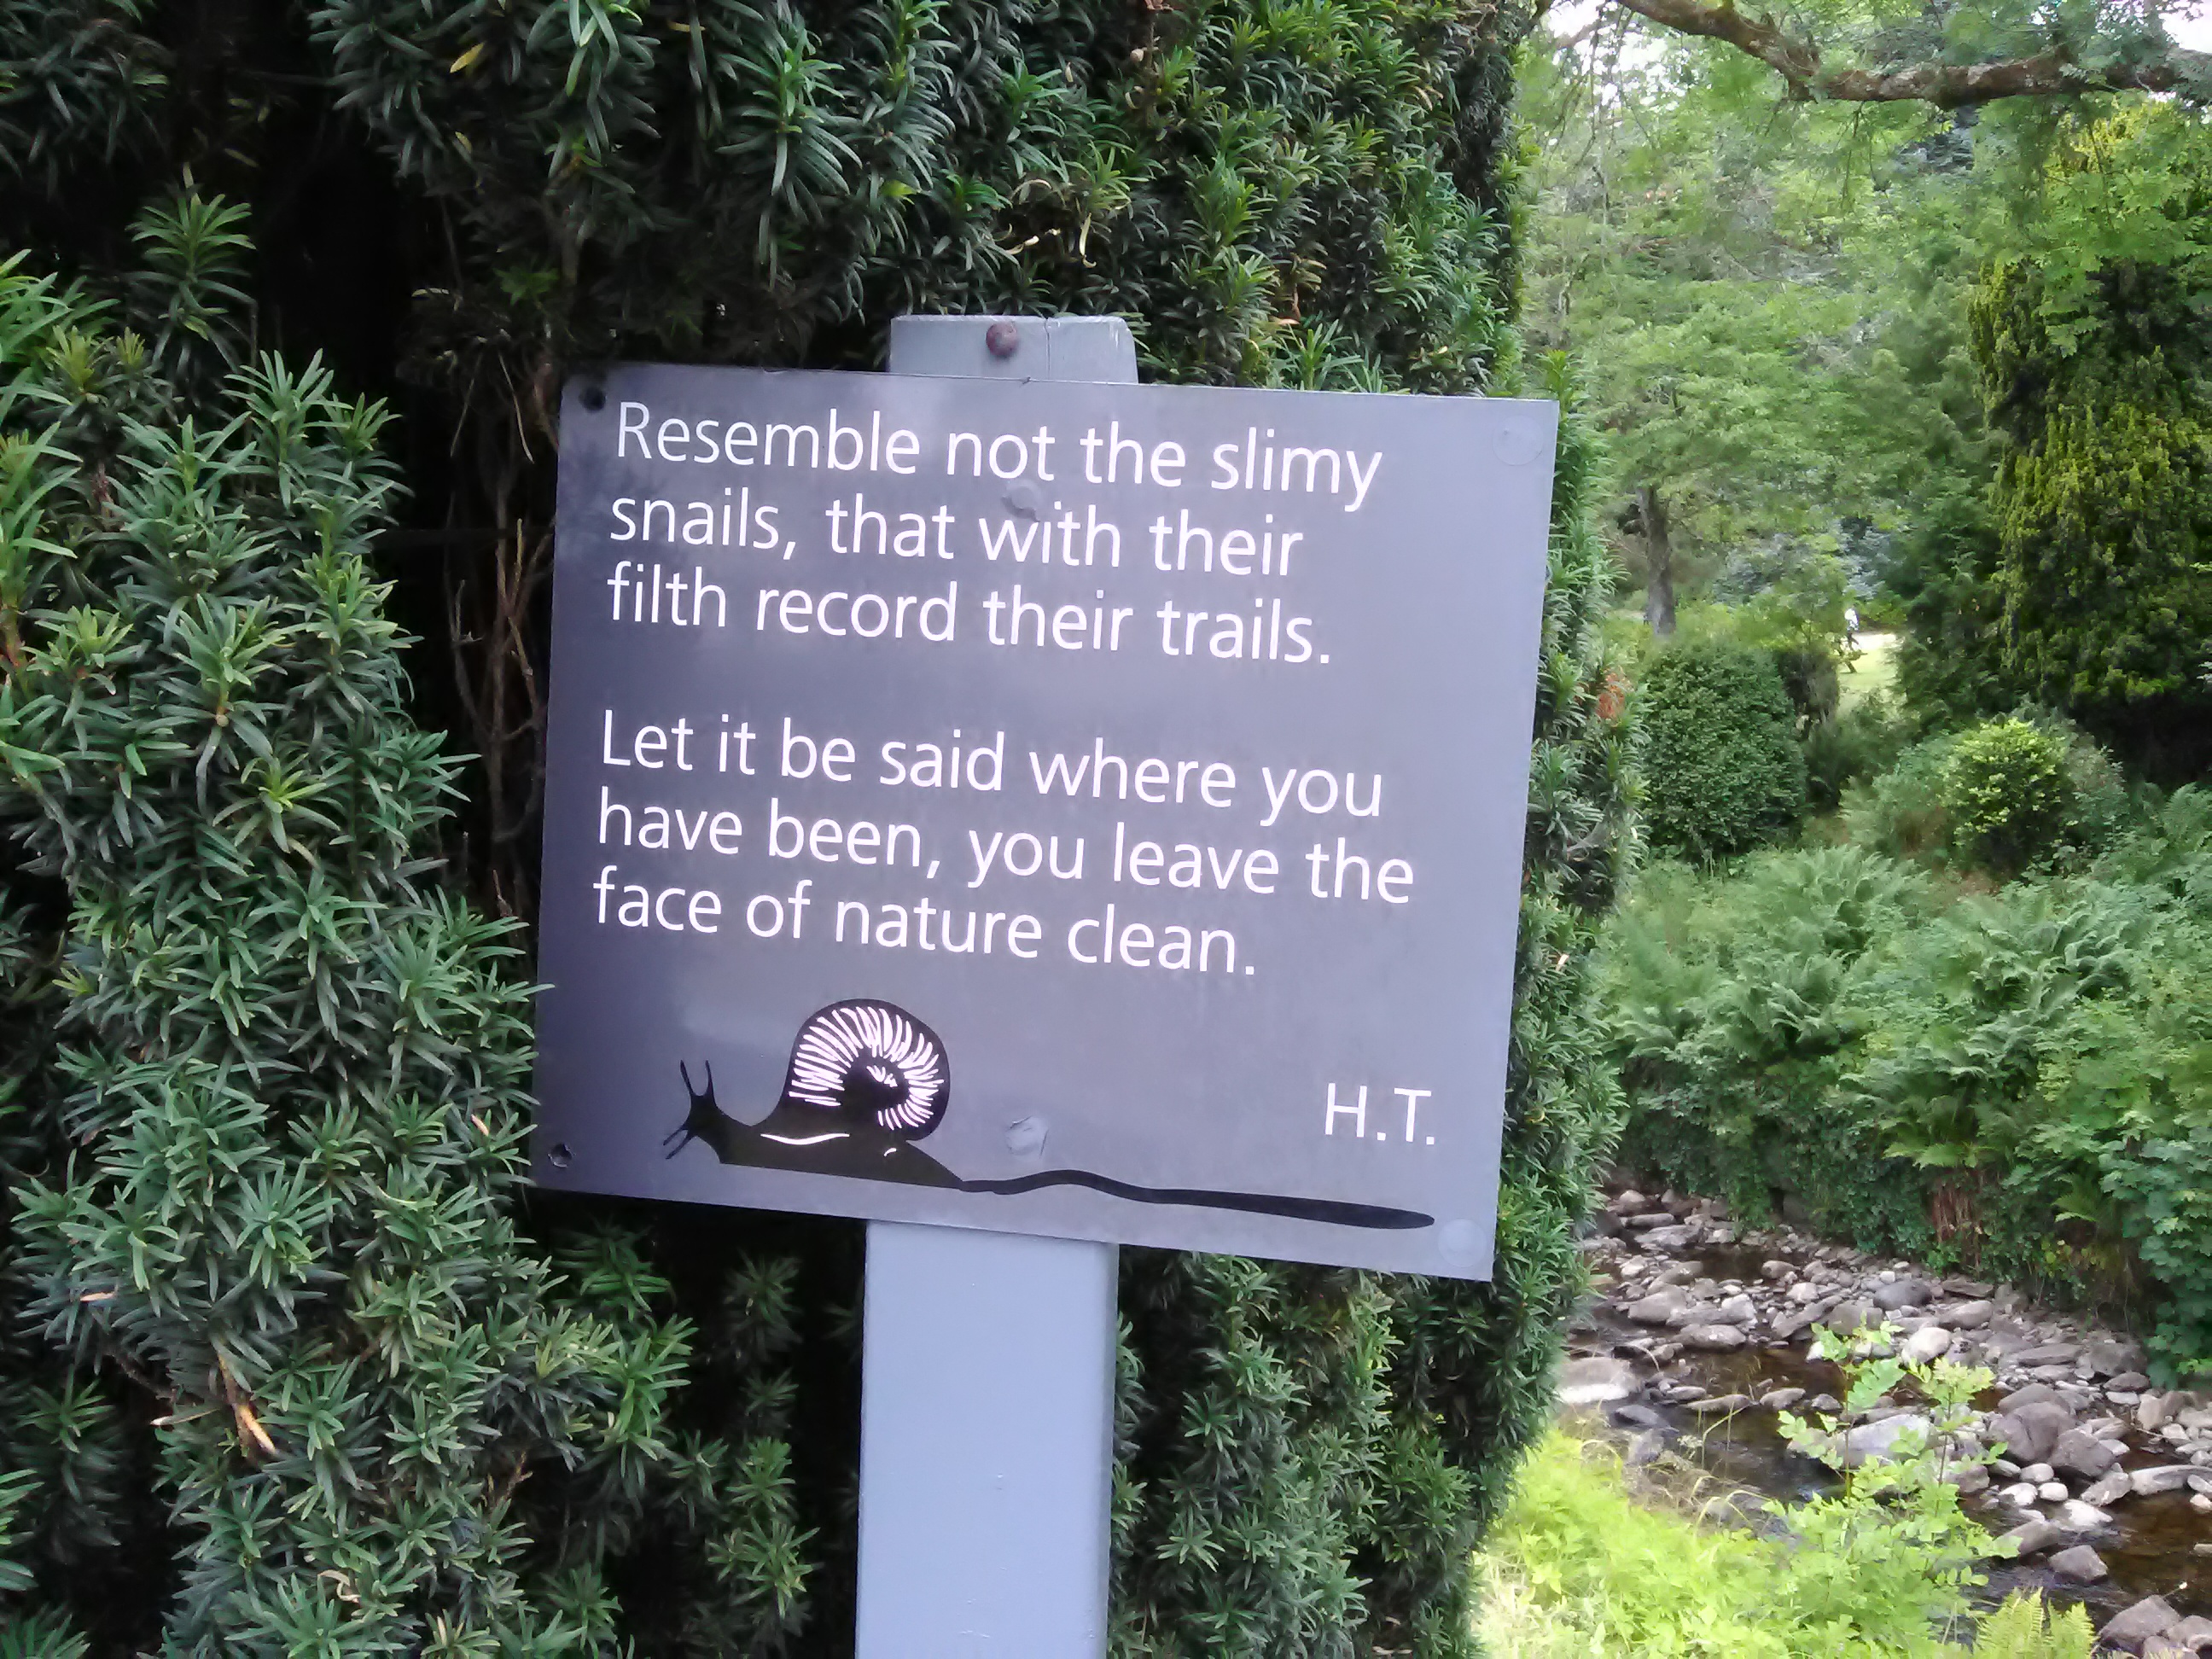 Resemble not the slimy
snails, that with their
filth record their trails.
Let it be said where you
have been, you leave the
face of nature clean.
H.T.